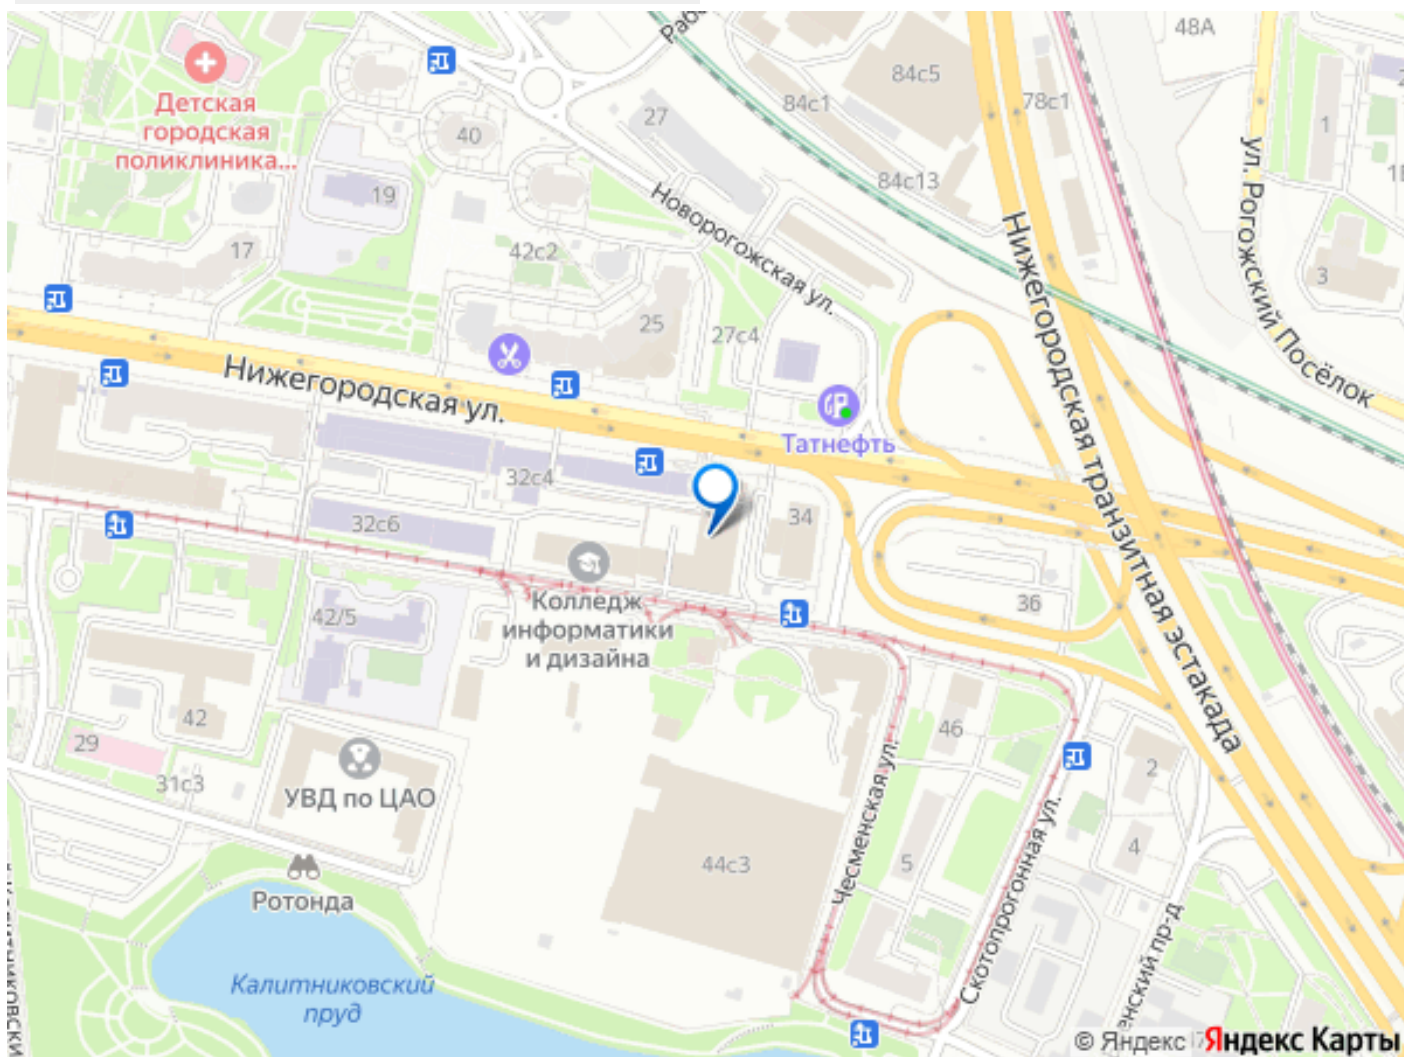 48А
84с5
84с1
78с1
27
1
Детская
городская
поликлиника...
40
84с13
19
Новорогожская ул.
ул. Рогожский Посёлок
17
42с2
3
25
27с4
Нижегородская ул.
Нижегородская транзитная эстакада
Татнефть
32с4
32с6
34
36
Колледж
информатики
и дизайна
42/5
42
46
29
31с3
2
УВД по ЦАО
4
44с3
5
Чесменская ул.
Скотопрогонная ул.
Ротонда
Калитниковский
пруд
енский пр-д
© Яндекс Яндекс Карты